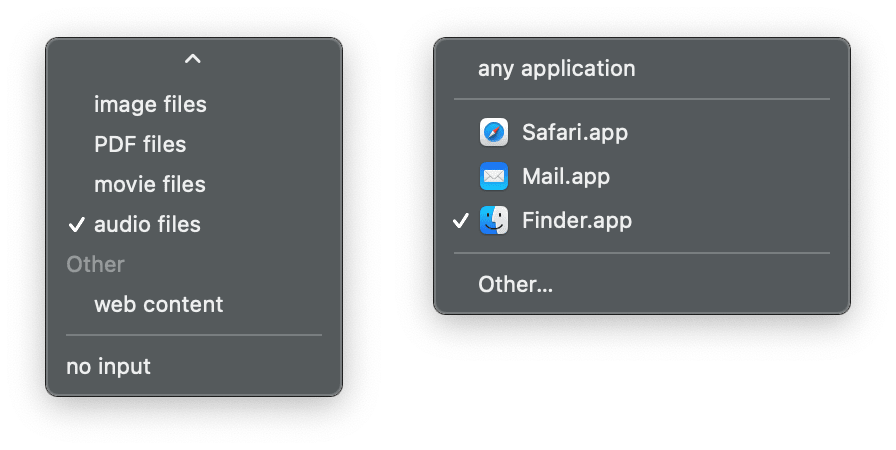 image files
PDF files
movie files
audio files
Other
web content
no input
any application
Safari.app
Mail.app
Finder.app
Other...